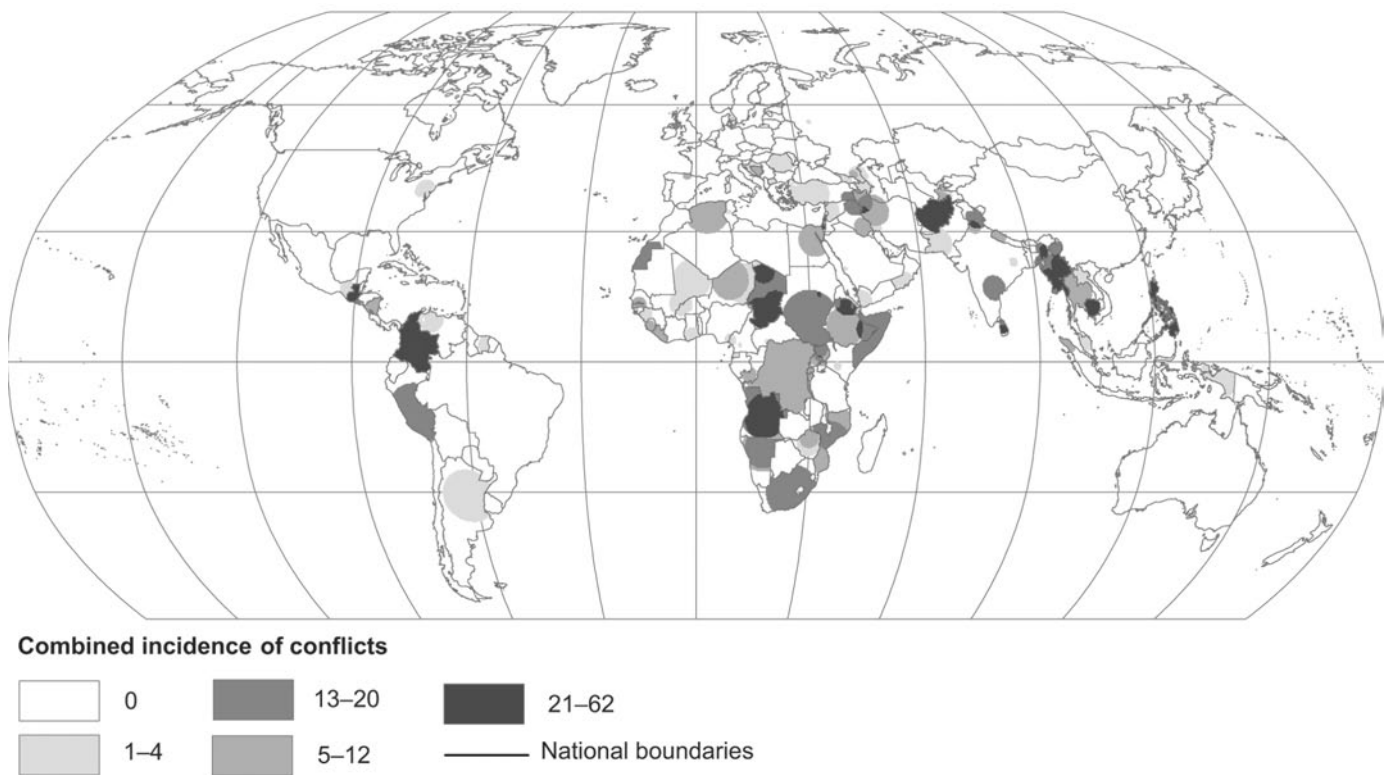 Combined incidence of conflicts
0
13–20
21–62
1–4
5–12
National boundaries